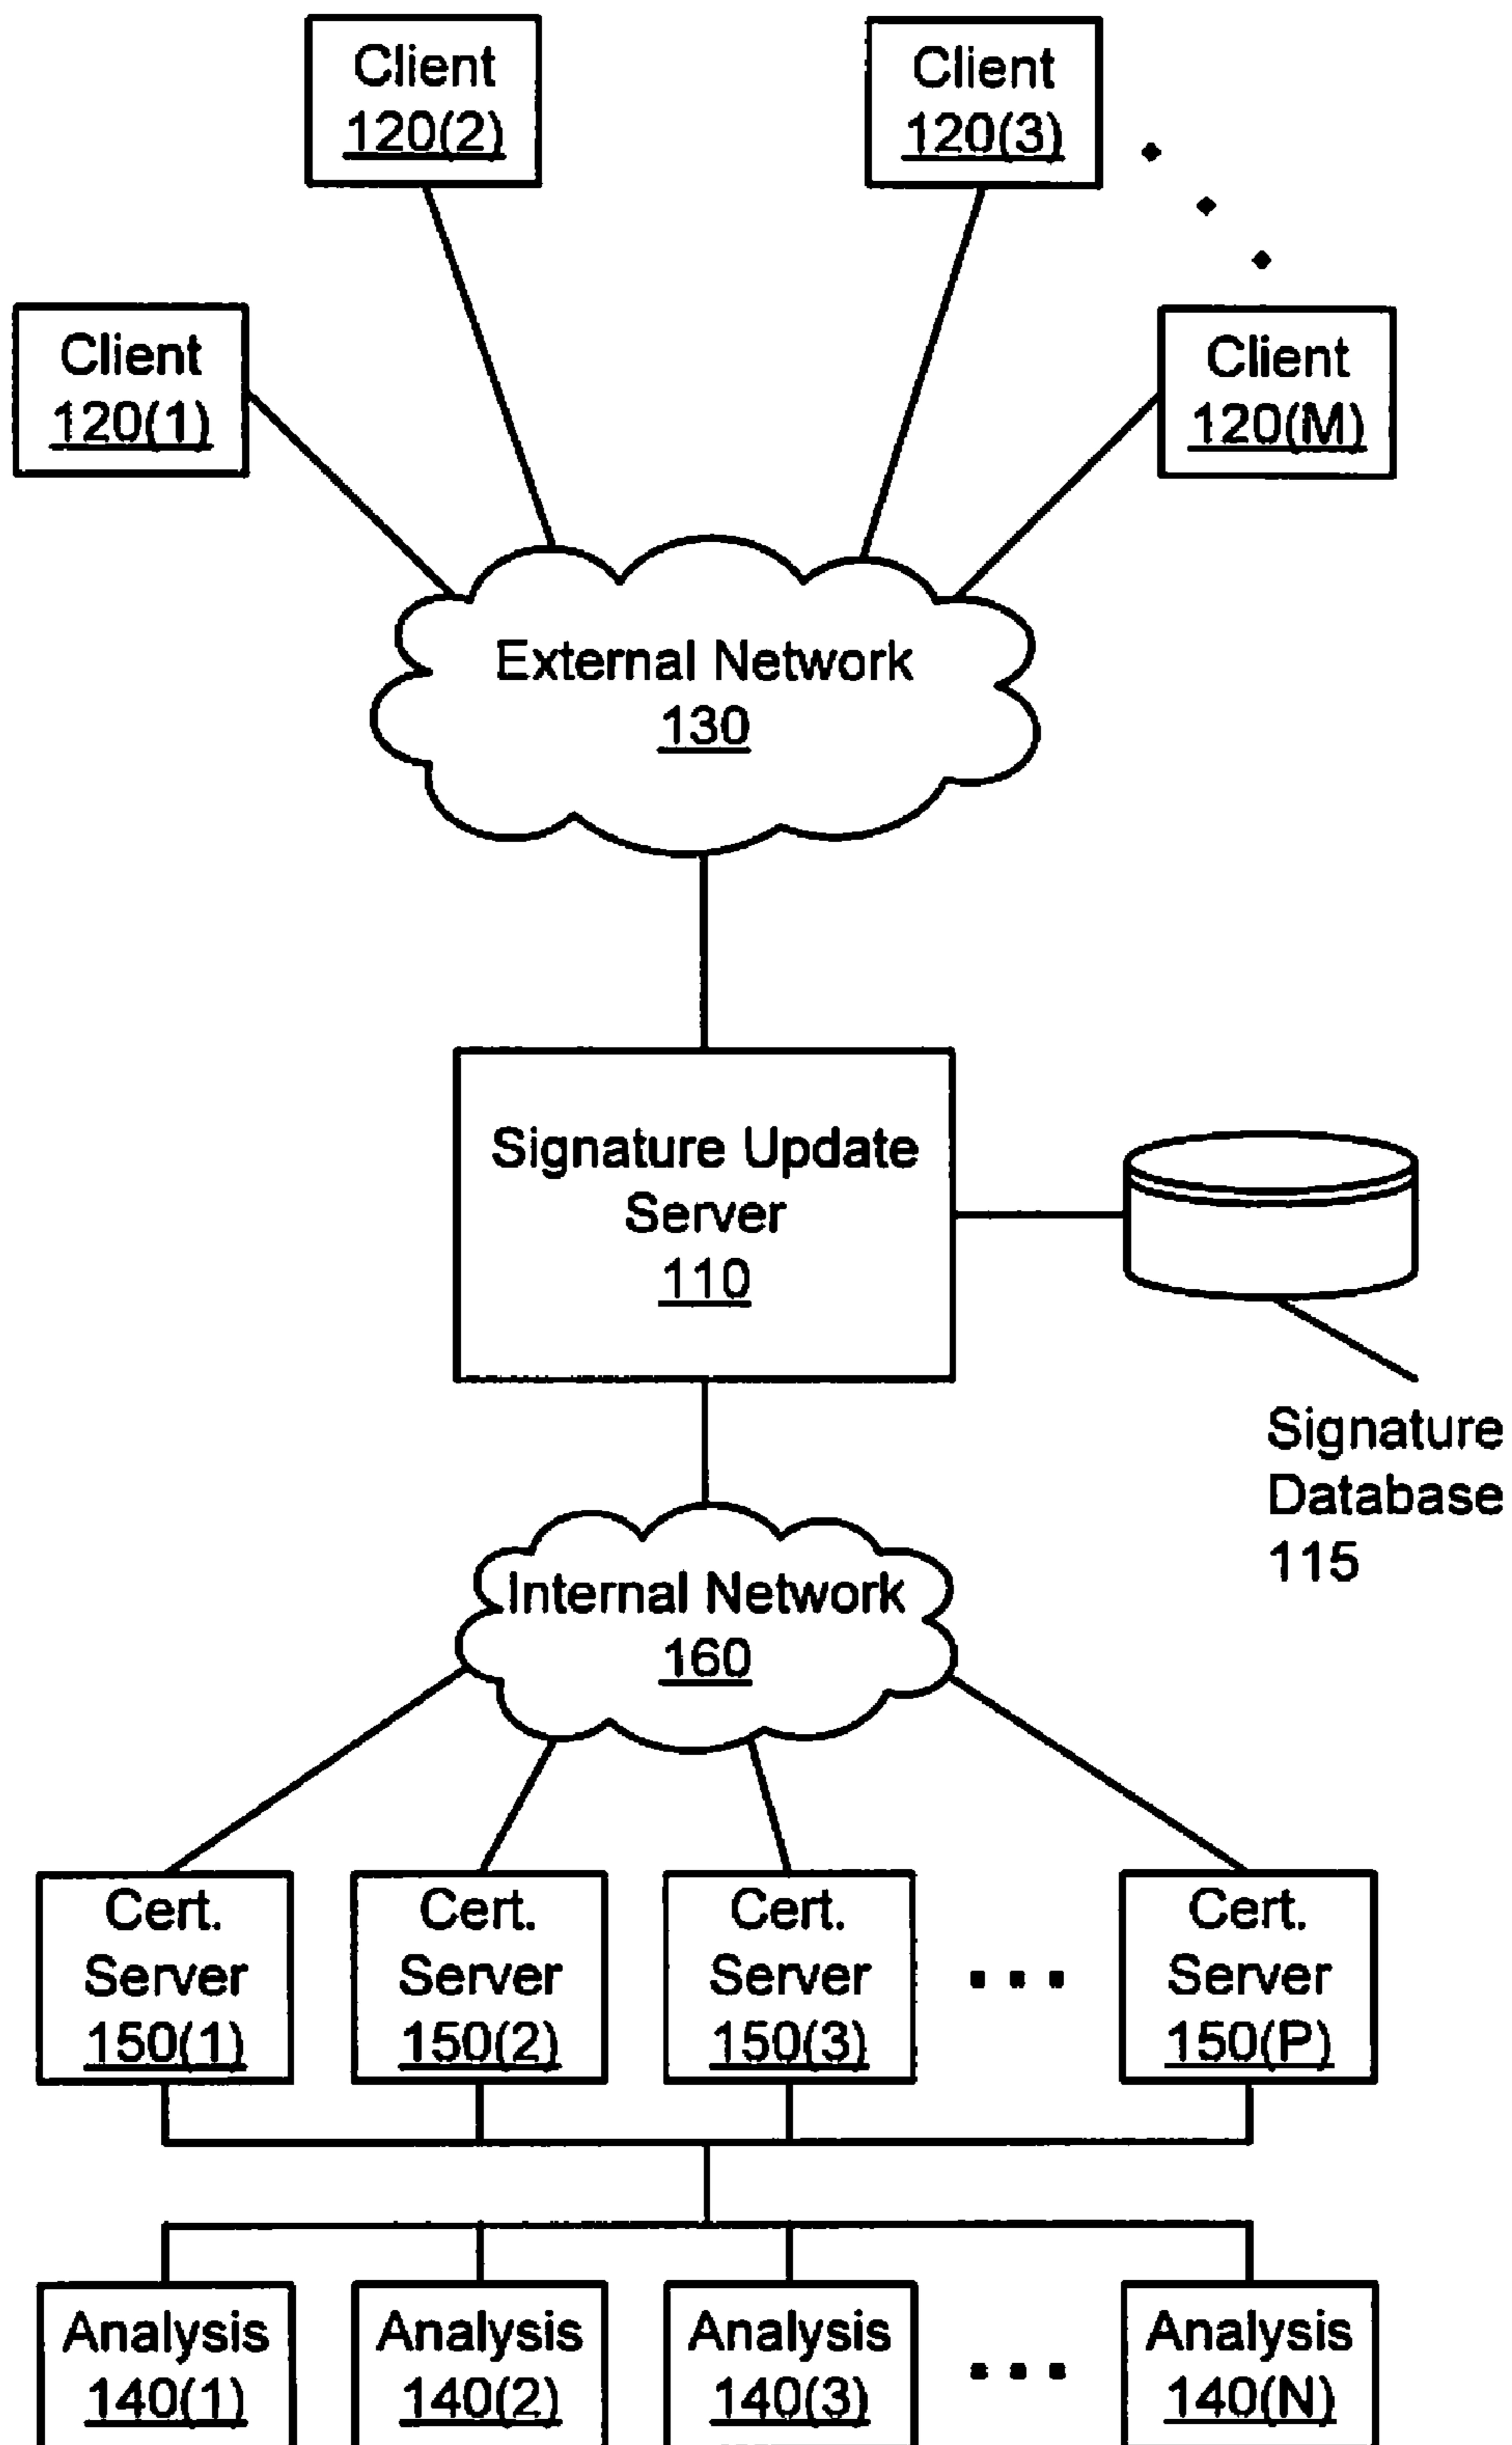 Client
120(2)
Client
120(3)
Client
120(1)
Client
120(M)
External Network
130
Signature Update
Server
110
Signature
Database
115
Internal Network
160
Cert.
Server
150(1)
Cert.
Server
150(2)
Cert.
Server
150(3)
Cert.
Server
150(P)
Analysis
140(1)
Analysis
140(2)
Analysis
140(3)
Analysis
140(N)